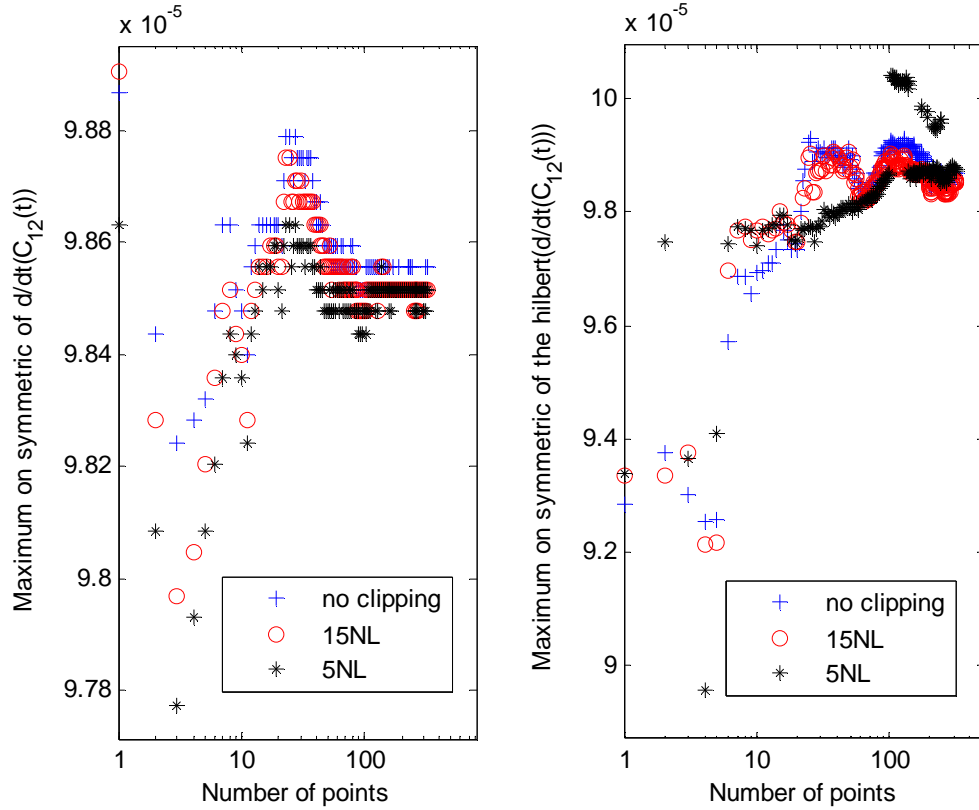 x 10^-5
9.88
9.86
9.84
9.82
9.8
9.78
1
10
100
Maximum on symmetric of d/dt(C_12(t))
Number of points
no clipping
15NL
5NL
x 10^-5
10
9.8
9.6
9.4
9.2
9
1
10
100
Maximum on symmetric of the hilbert(d/dt(C_12(t)))
Number of points
no clipping
15NL
5NL